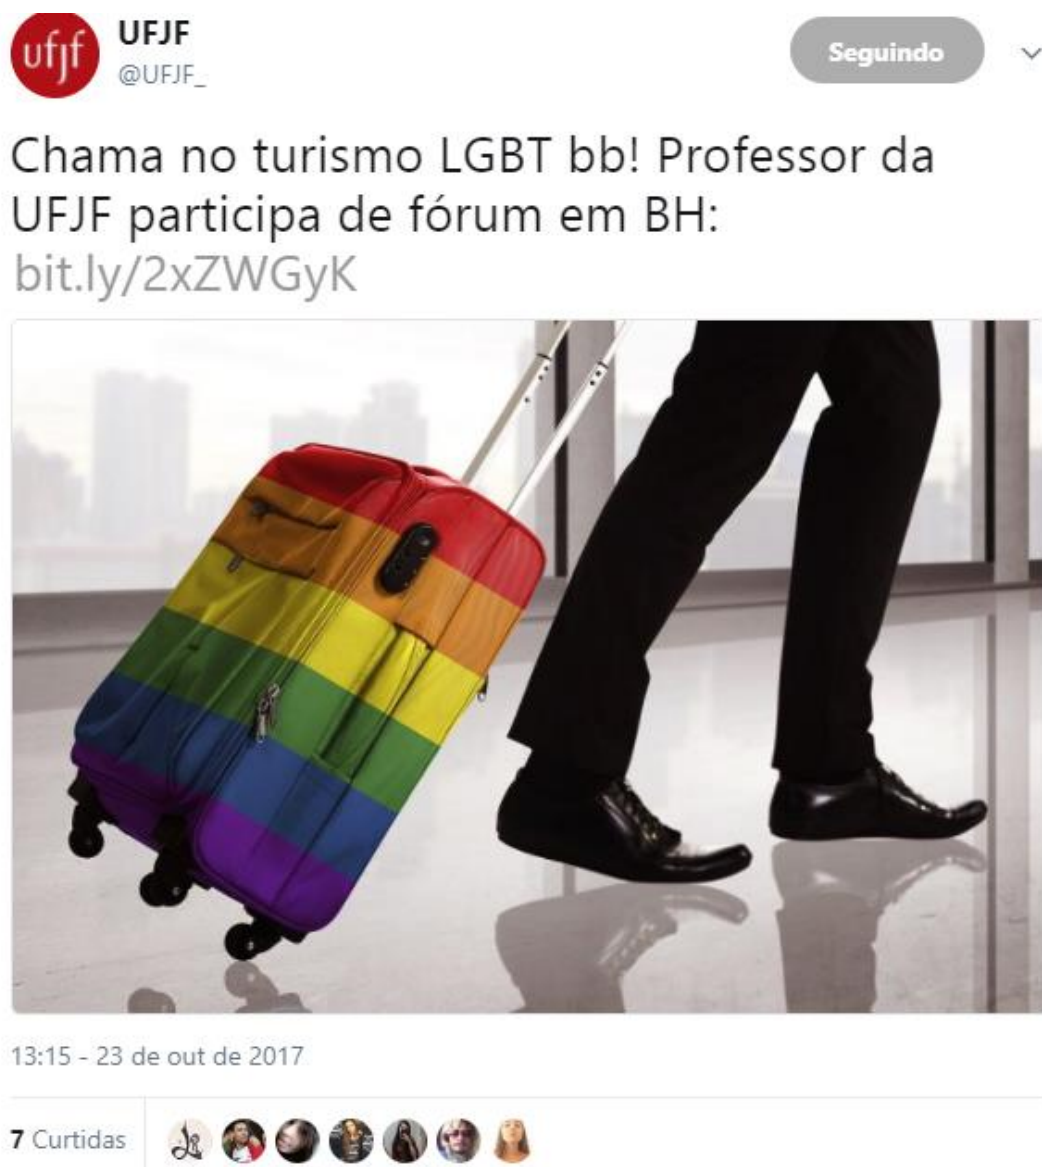 ufjf
UFJF
@UFJF_
Seguindo
Chama no turismo LGBT bb! Professor da
UFJF participa de fórum em BH:
bit.ly/2xZWGyK
13:15 - 23 de out de 2017
7 Curtidas